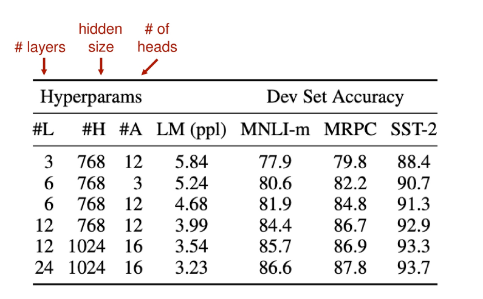 hidden # of
# layers size heads
Hyperparams Dev Set Accuracy
#L #H #A LM (ppl) MNLI-m MRPC SST-2
3 768 12 5.84 77.9 79.8 88.4
6 768 3 5.24 80.6 82.2 90.7
6 768 12 4.68 81.9 84.8 91.3
12 768 12 3.99 84.4 86.7 92.9
12 1024 16 3.54 85.7 86.9 93.3
24 1024 16 3.23 86.6 87.8 93.7